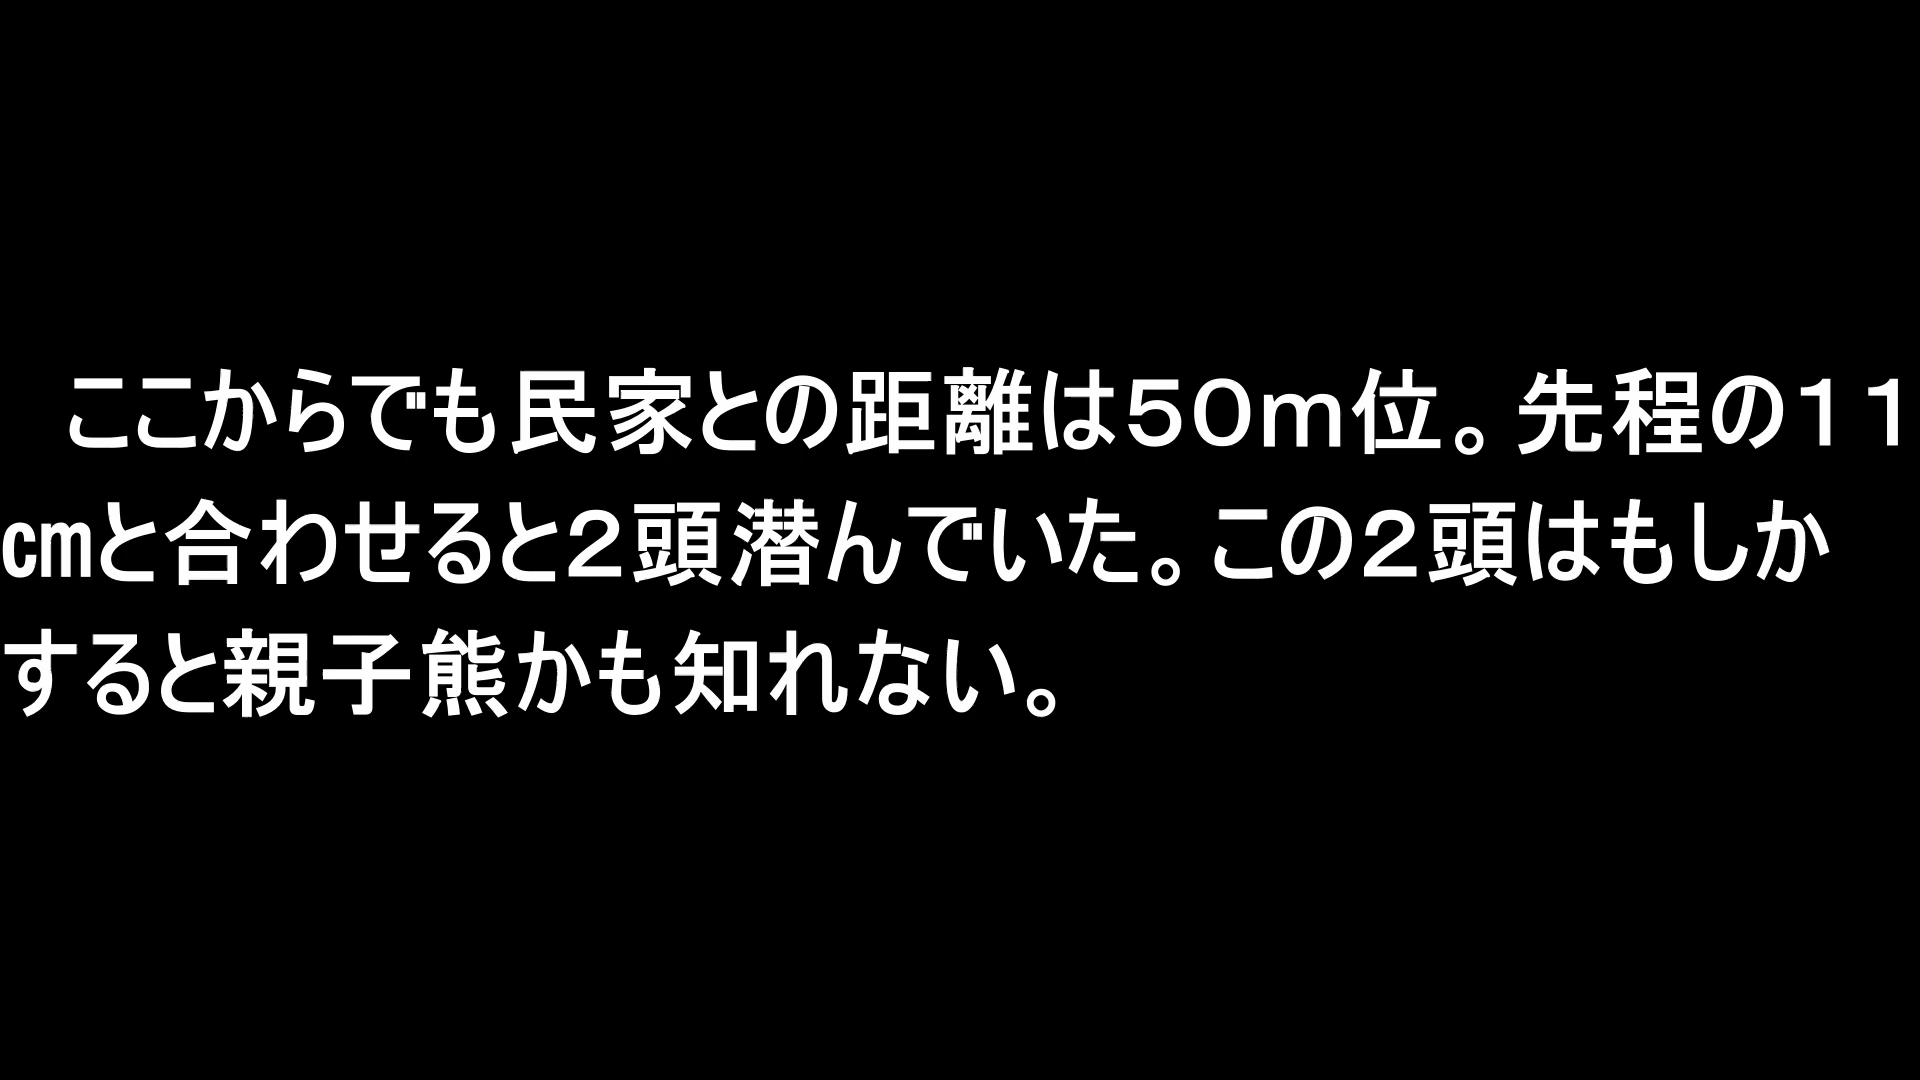 ここからでも民家との距離は５０ｍ位。先程の１１
㎝と合わせると２頭潜んでいた。この２頭はもしか
すると親子熊かも知れない。